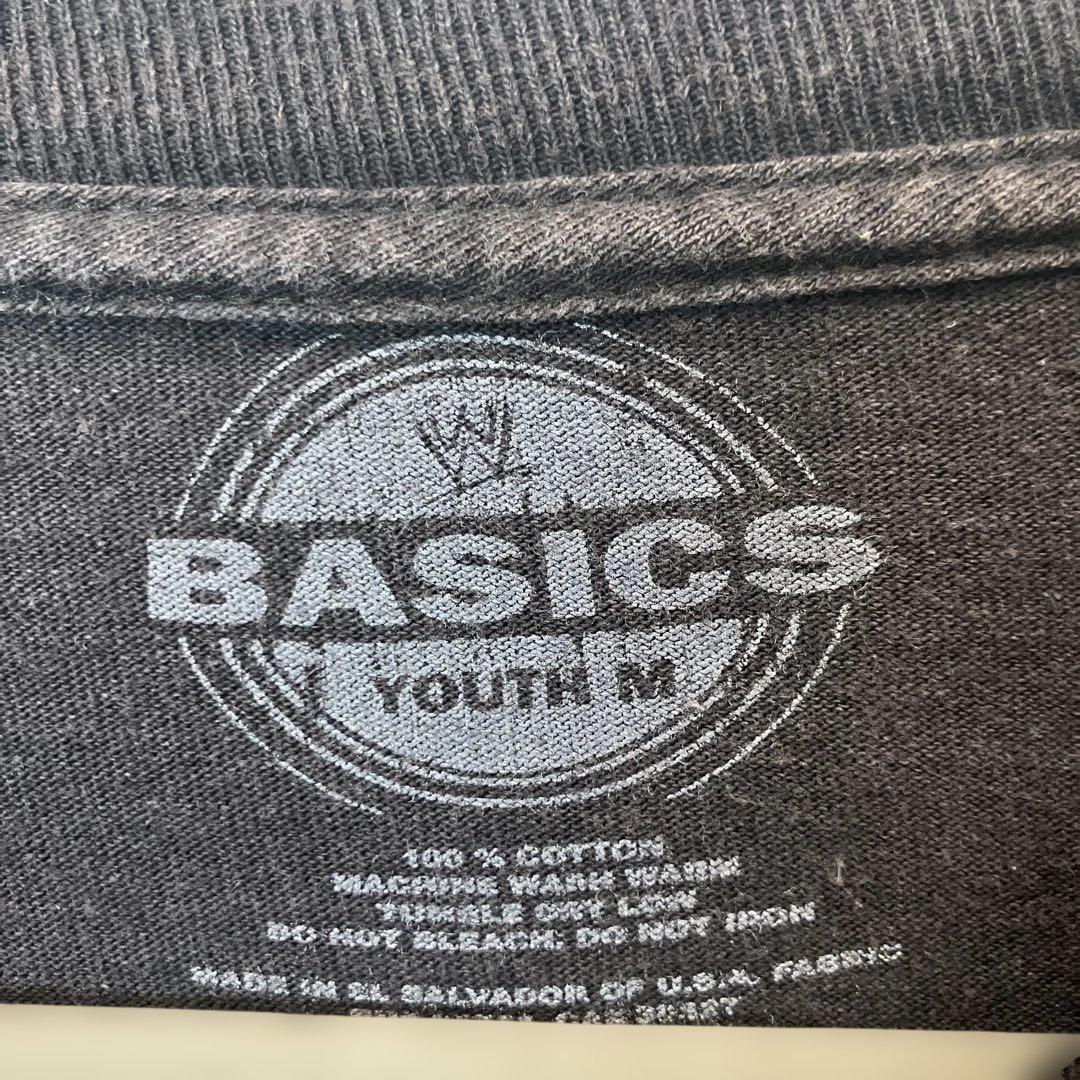 W
BASICS
YOUTH M
100 % COTTON
MACHINE WASH WARM
TUMBLE DRY LOW
DO NOT BLEACH, DO NOT IRON
MADE IN EL SALVADOR OF U.S.A. FABRIC